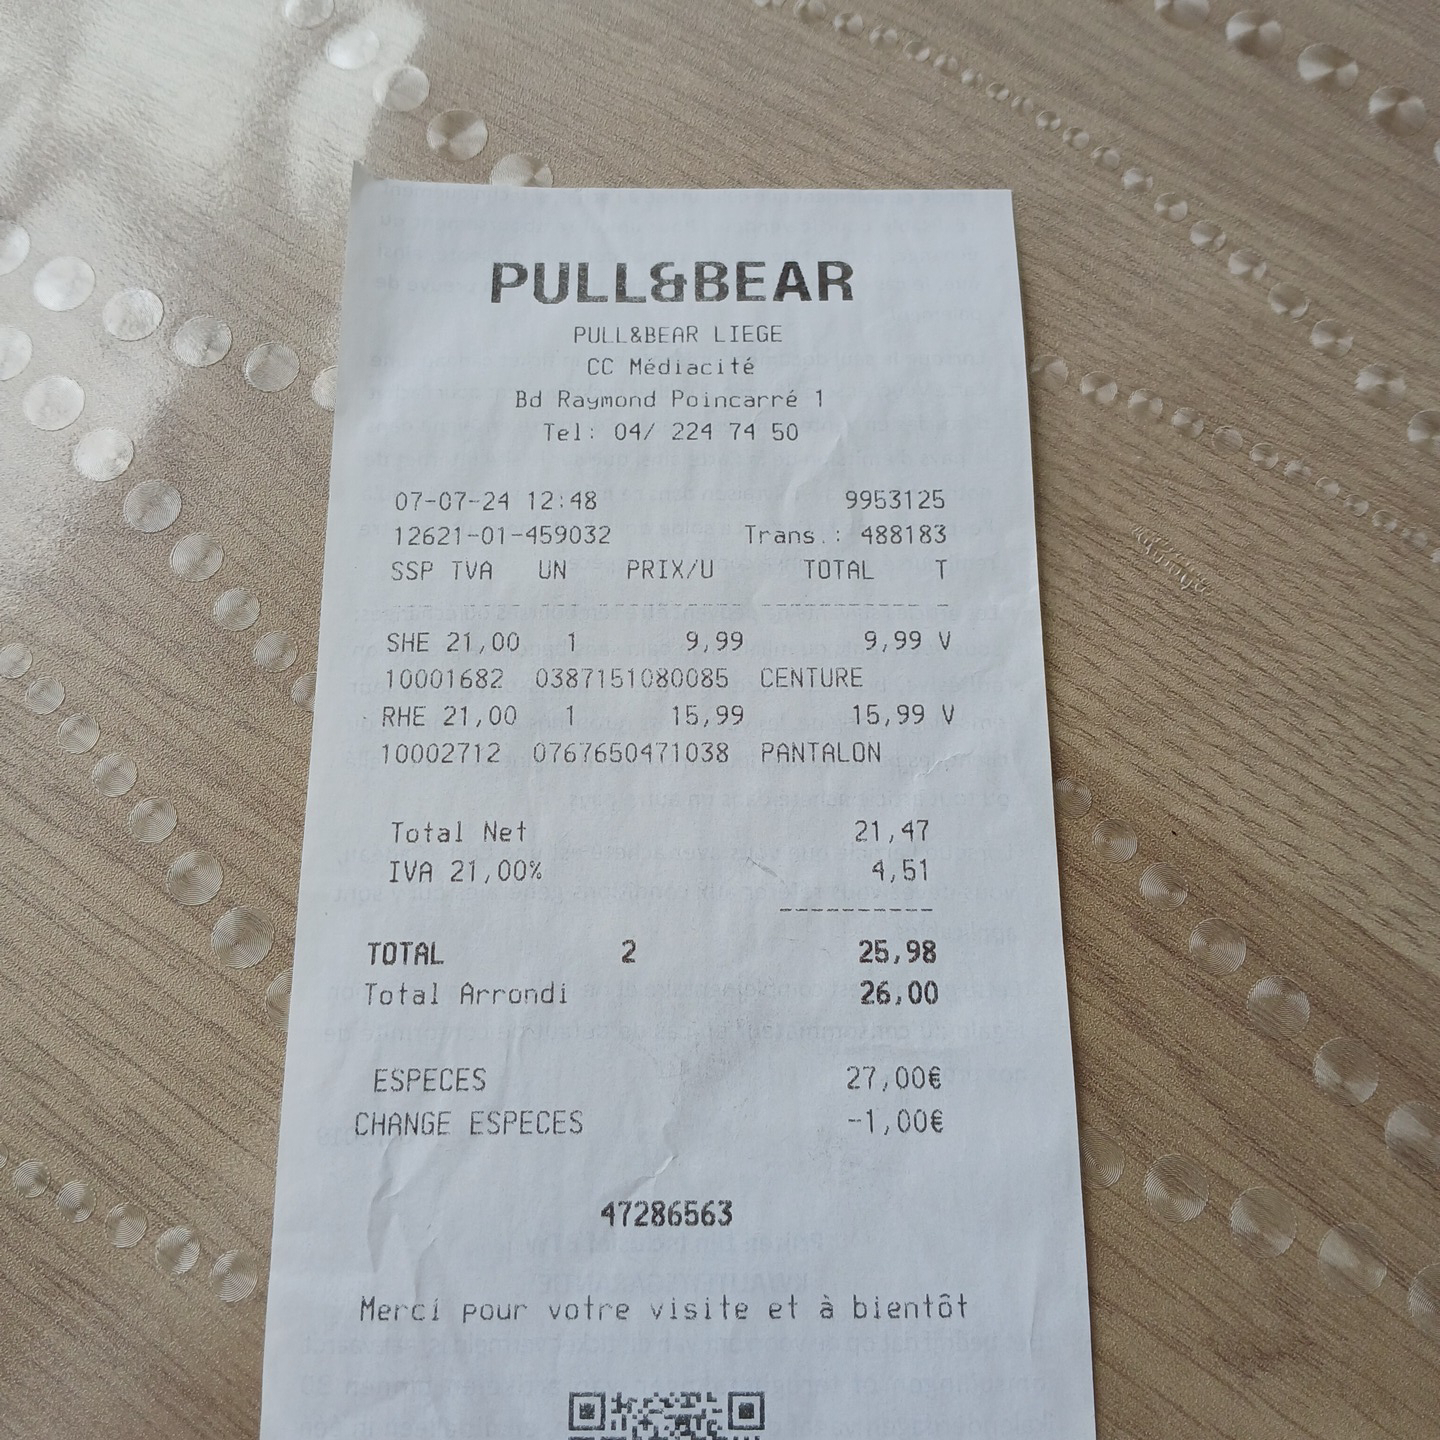 PULL&BEAR
PULL&BEAR LIEGE
CC Médiacité
Bd Raymond Poincarré 1
Tel: 04/ 224 74 50
07-07-24 12:48 9953125
12621-01-459032 Trans.: 488183
SSP TVA UN PRIX/U TOTAL T
SHE 21,00 1 9,99 9,99 V
10001682 0387151080085 CENTURE
RHE 21,00 1 15,99 15,99 V
10002712 0767650471038 PANTALON
Total Net 21,47
IVA 21,00% 4,51
TOTAL 2 25,98
Total Arrondi 26,00
ESPECES 27,00€
CHANGE ESPECES -1,00€
47286563
Merci pour votre visite et à bientôt